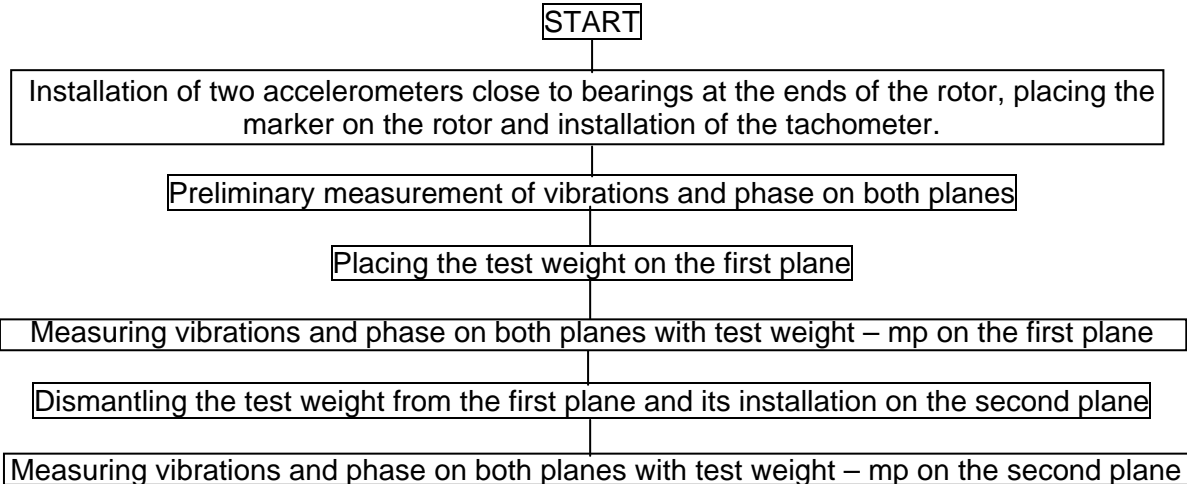 START
Installation of two accelerometers close to bearings at the ends of the rotor, placing the
marker on the rotor and installation of the tachometer.
Preliminary measurement of vibrations and phase on both planes
Placing the test weight on the first plane
Measuring vibrations and phase on both planes with test weight – mp on the first plane
Dismantling the test weight from the first plane and its installation on the second plane
Measuring vibrations and phase on both planes with test weight – mp on the second plane